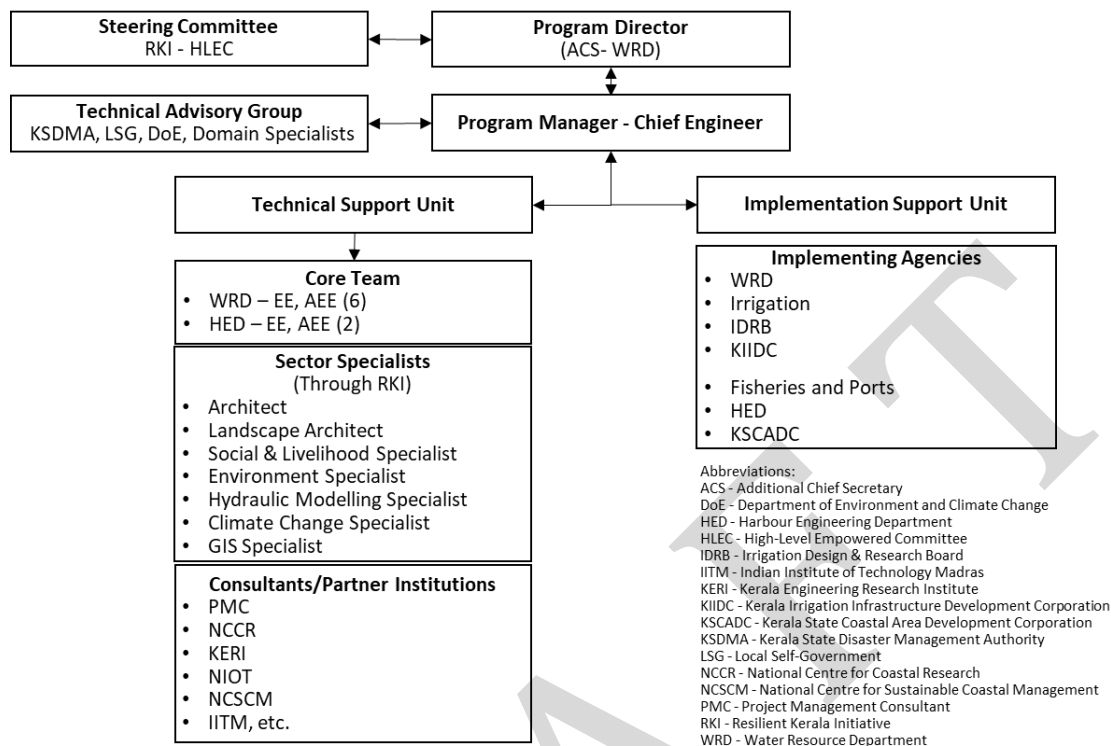 Steering Committee
RKI - HLEC
Program Director
(ACS- WRD)
Technical Advisory Group
KSDMA, LSG, DoE, Domain Specialists
Program Manager - Chief Engineer
Technical Support Unit
Implementation Support Unit
Core Team
• WRD – EE, AEE (6)
• HED – EE, AEE (2)
Sector Specialists
(Through RKI)
• Architect
• Landscape Architect
• Social & Livelihood Specialist
• Environment Specialist
• Hydraulic Modelling Specialist
• Climate Change Specialist
• GIS Specialist
Consultants/Partner Institutions
• PMC
• NCCR
• KERI
• NIOT
• NCSCM
• IITM, etc.
Implementing Agencies
• WRD
• Irrigation
• IDRB
• KIIDC
• Fisheries and Ports
• HED
• KSCADC
Abbreviations:
ACS - Additional Chief Secretary
DoE - Department of Environment and Climate Change
HED - Harbour Engineering Department
HLEC - High-Level Empowered Committee
IDRB - Irrigation Design & Research Board
IITM - Indian Institute of Technology Madras
KERI - Kerala Engineering Research Institute
KIIDC - Kerala Irrigation Infrastructure Development Corporation
KSCADC - Kerala State Coastal Area Development Corporation
KSDMA - Kerala State Disaster Management Authority
LSG - Local Self-Government
NCCR - National Centre for Coastal Research
NCSCM - National Centre for Sustainable Coastal Management
PMC - Project Management Consultant
RKI - Resilient Kerala Initiative
WRD - Water Resource Department
A F T